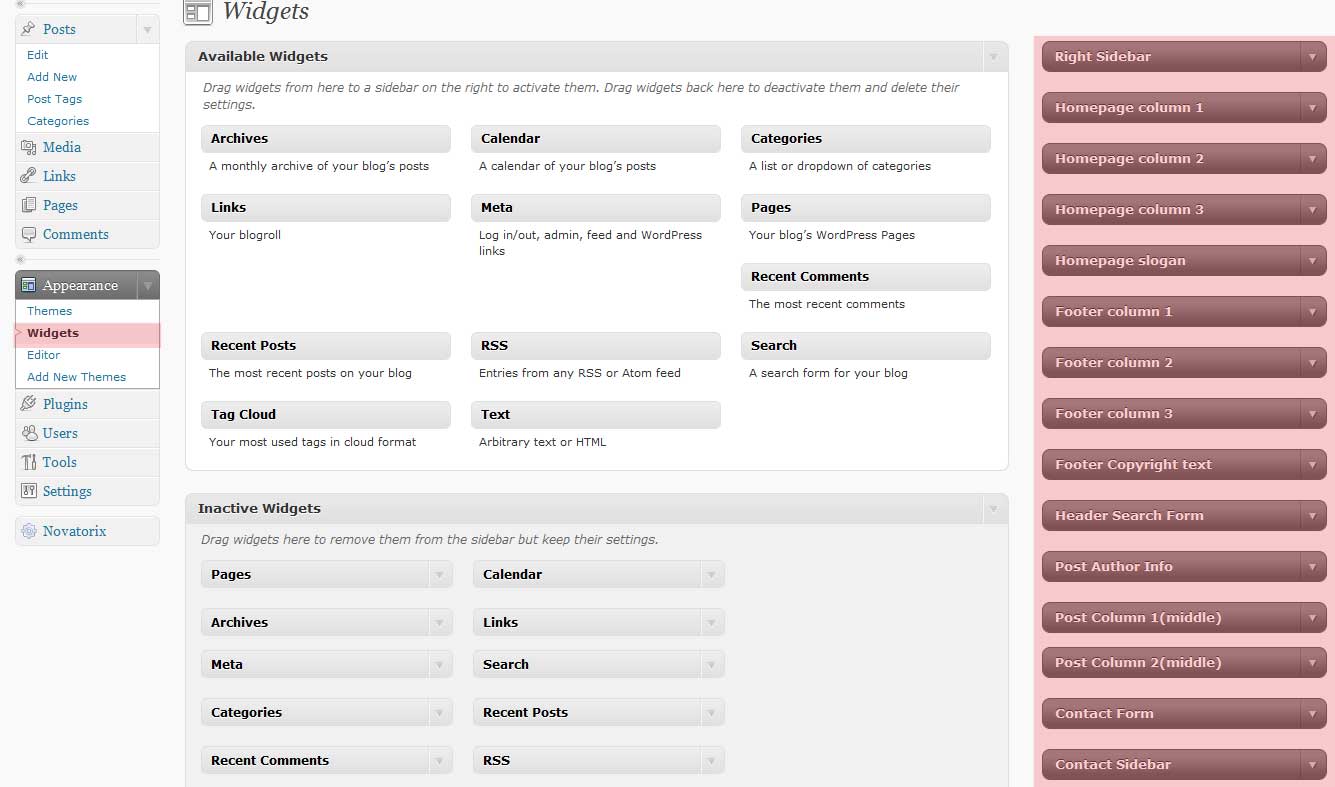 Posts
Edit
Add New
Post Tags
Categories
Media
Links
Pages
Comments
Appearance
Themes
Widgets
Editor
Add New Themes
Plugins
Users
Tools
Settings
Novatorix
Widgets
Available Widgets
Drag widgets from here to a sidebar on the right to activate them. Drag widgets back here to deactivate them and delete their
settings.
Archives
A monthly archive of your blog’s posts
Calendar
A calendar of your blog’s posts
Categories
A list or dropdown of categories
Links
Your blogroll
Meta
Log in/out, admin, feed and WordPress
links
Pages
Your blog’s WordPress Pages
Recent Comments
The most recent comments
Recent Posts
The most recent posts on your blog
RSS
Entries from any RSS or Atom feed
Search
A search form for your blog
Tag Cloud
Your most used tags in cloud format
Text
Arbitrary text or HTML
Inactive Widgets
Drag widgets here to remove them from the sidebar but keep their settings.
Pages
Calendar
Archives
Links
Meta
Search
Categories
Recent Posts
Recent Comments
RSS
Right Sidebar
Homepage column 1
Homepage column 2
Homepage column 3
Homepage slogan
Footer column 1
Footer column 2
Footer column 3
Footer Copyright text
Header Search Form
Post Author Info
Post Column 1(middle)
Post Column 2(middle)
Contact Form
Contact Sidebar